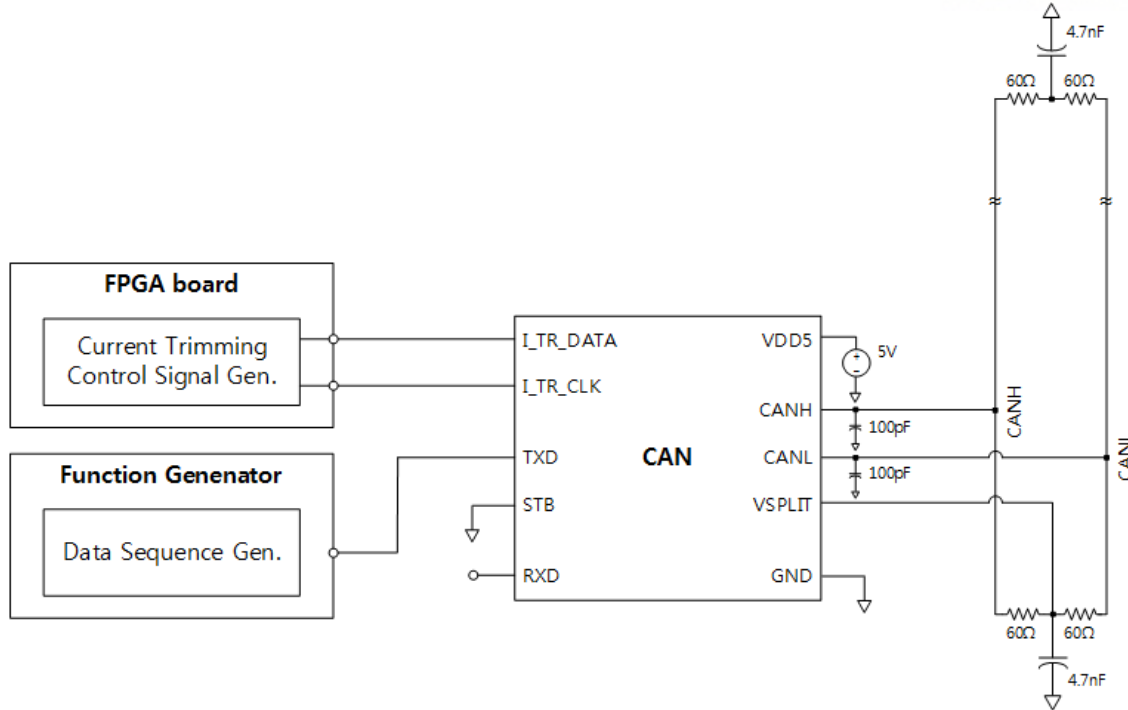 4.7nF
60Ω 60Ω
FPGA board
Current Trimming
Control Signal Gen.
Function Genenator
Data Sequence Gen.
I_TR_DATA
I_TR_CLK
TXD
STB
RXD
CAN
VDD5
CANH
CANL
VSPLIT
GND
5V
100pF
100pF
CANH
CANL
60Ω 60Ω
4.7nF